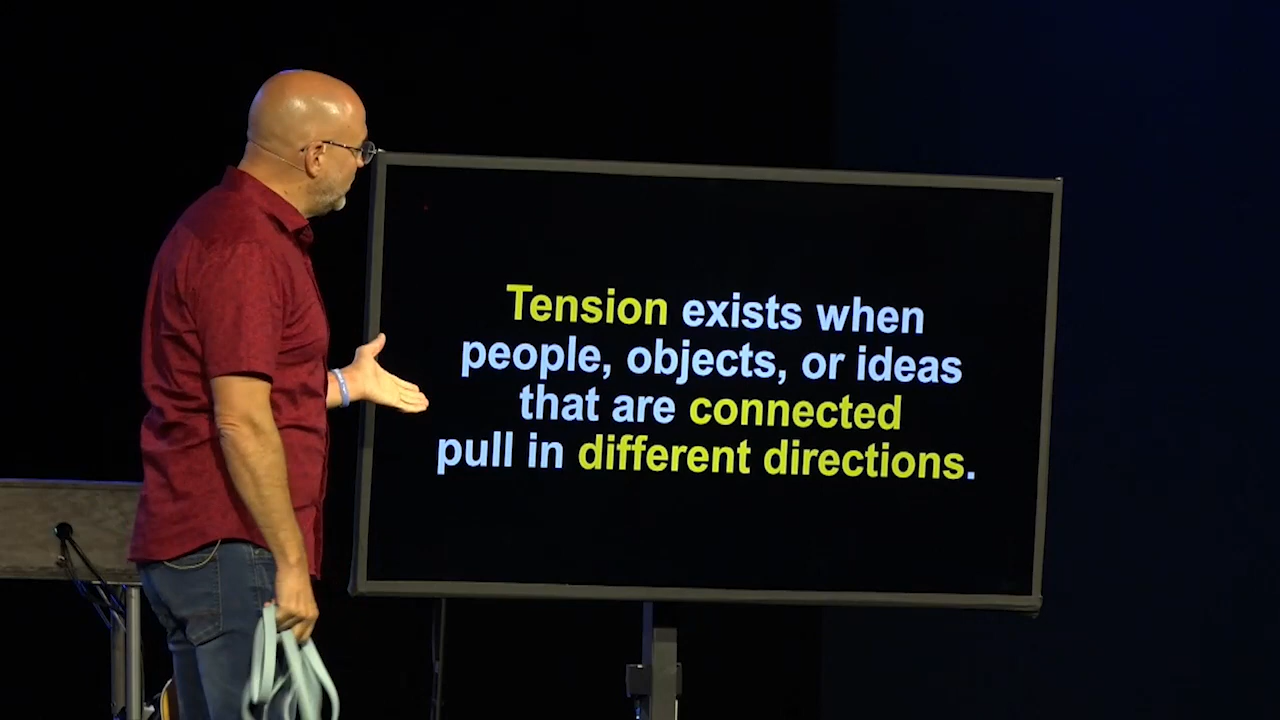 Tension exists when
people, objects, or ideas
that are connected
pull in different directions.